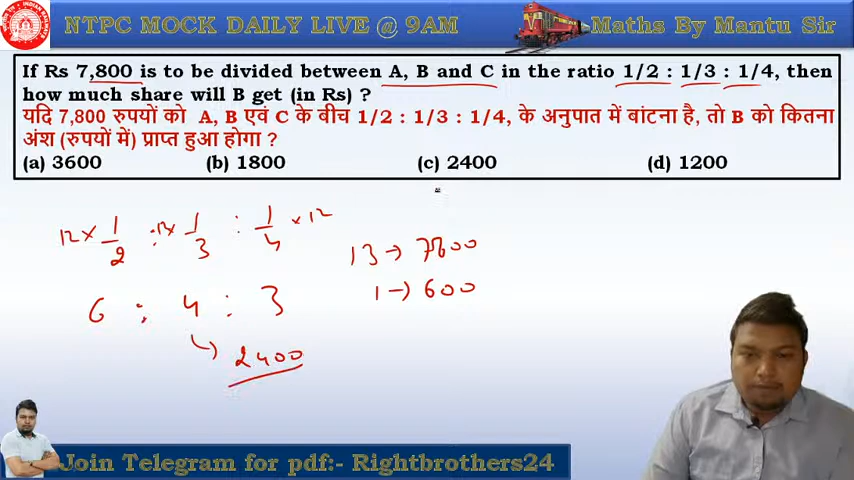 NTPC MOCK DAILY LIVE @ 9AM Maths By Mantu Sir
If Rs 7,800 is to be divided between A, B and C in the ratio 1/2 : 1/3 : 1/4, then
how much share will B get (in Rs) ?
यदि 7,800 रुपयों को A, B एवं C के बीच 1/2 : 1/3 : 1/4, के अनुपात में बांटना है, तो B को कितना
अंश (रुपयों में) प्राप्त हुआ होगा ?
(a) 3600 (b) 1800 (c) 2400 (d) 1200
12 × 1/2 : 12 × 1/3 : 1/4 × 12
13 → 7800
1 → 600
6 : 4 : 3
↳ 2400
Join Telegram for pdf:- Rightbrothers24